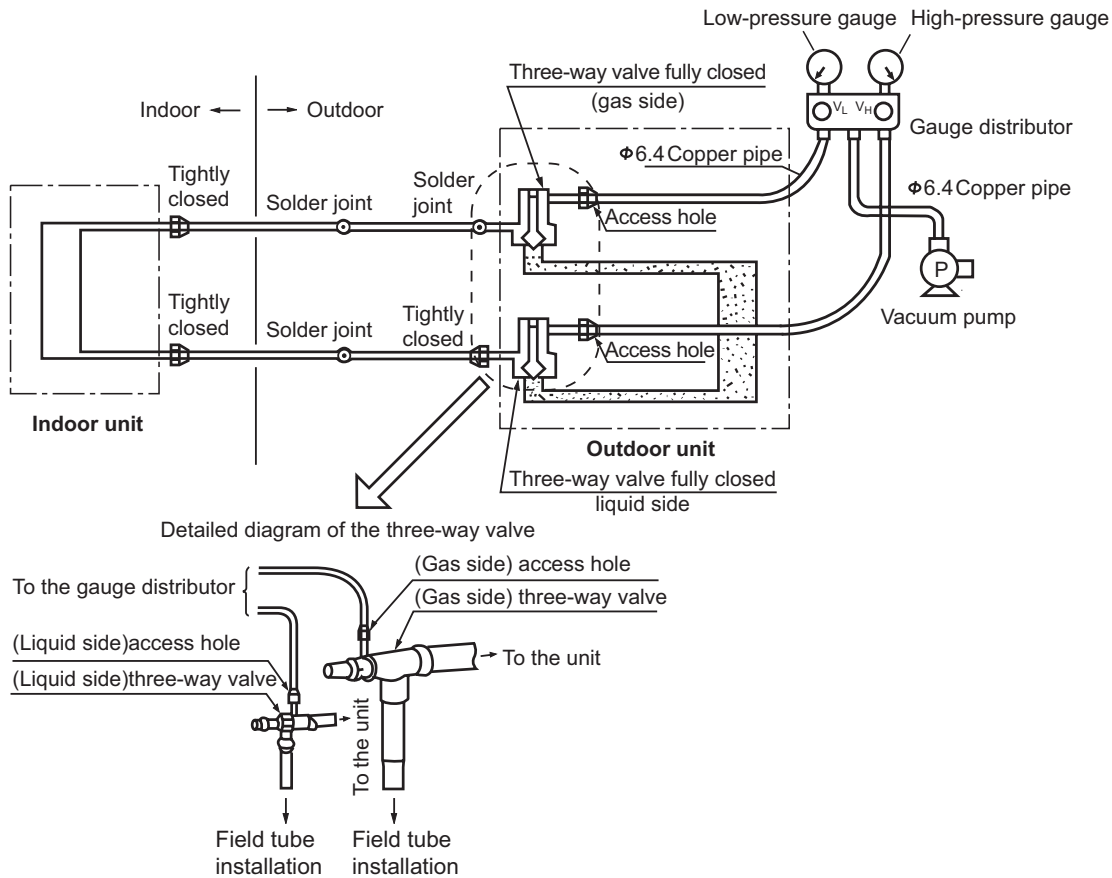 Low-pressure gauge
High-pressure gauge
Three-way valve fully closed
(gas side)
Indoor
Outdoor
VL
VH
Gauge distributor
Φ6.4 Copper pipe
Φ6.4 Copper pipe
Tightly
closed
Solder joint
Solder
joint
Access hole
P
Vacuum pump
Tightly
closed
Solder joint
Tightly
closed
Access hole
Indoor unit
Outdoor unit
Three-way valve fully closed
liquid side
Detailed diagram of the three-way valve
To the gauge distributor
(Gas side) access hole
(Gas side) three-way valve
(Liquid side)access hole
(Liquid side)three-way valve
To the unit
To the unit
Field tube
installation
Field tube
installation